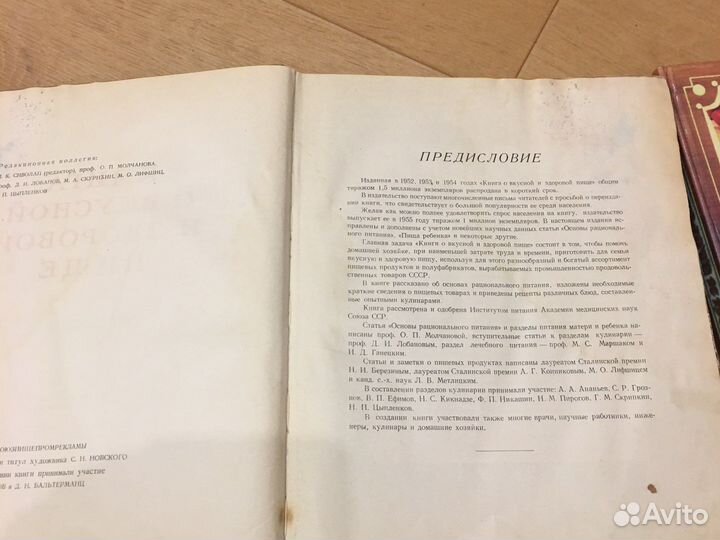 Редакционная коллегия:
К. СИВОЛАП (редактор), проф. О. П. МОЛЧАНОВА,
проф. Д. И. ЛОБАНОВ, М. А. СКУРИХИН, М. О. ЛИФШИЦ,
П. ЦЫПЛЕНКОВ
СОЮЗПИЩЕПРОМРЕКЛАМЫ
и титул художника С. Н. НОВСКОГО
книги принимали участие
и Д. Н. БАЛЬТЕРМАНЦ
ПРЕДИСЛОВИЕ
Изданная в 1952, 1953 и 1954 годах «Книга о вкусной и здоровой пище» общим
тиражом 1,5 миллиона экземпляров распродана в короткий срок.
В издательство поступают многочисленные письма читателей с просьбой о переиздании
книги, что свидетельствует о большой популярности ее среди населения.
Желая как можно полнее удовлетворить спрос населения на книгу, издательство
выпускает ее в 1955 году тиражом 1 миллион экземпляров. В настоящем издании исправлены
и дополнены с учетом новейших научных данных статьи «Основы рационального
питания», «Пища ребенка» и некоторые другие.
Главная задача «Книги о вкусной и здоровой пище» состоит в том, чтобы помочь
домашней хозяйке, при наименьшей затрате труда и времени, приготовить для семьи
вкусную и здоровую пищу, используя для этого разнообразный и богатый ассортимент
пищевых продуктов и полуфабрикатов, вырабатываемых промышленностью продовольственных
товаров СССР.
В книге рассказано об основах рационального питания, изложены необходимые
краткие сведения о пищевых товарах и приведены рецепты различных блюд, составленные
опытными кулинарами.
Книга рассмотрена и одобрена Институтом питания Академии медицинских наук
Союза ССР.
Статья «Основы рационального питания» и разделы питания матери и ребенка написаны
проф. О. П. Молчановой, вступительные статьи к разделам кулинарии —
проф. Д. И. Лобановым, раздел лечебного питания — проф. М. С. Маршаком и
И. Д. Ганецким.
Статьи и заметки о пищевых продуктах написаны лауреатом Сталинской премии
Н. И. Березиным, лауреатом Сталинской премии А. Г. Конниковым, М. О. Лифшицем
и канд. с.-х. наук Л. В. Метлицким.
В составлении разделов кулинарии принимали участие: А. А. Ананьев, С. Р. Грознов,
В. П. Ефимов, Н. С. Кикнадзе, Ф. П. Никашин, И. М. Пирогов, Г. М. Скрипкин,
Н. П. Цыпленков.
В создании книги участвовали также многие врачи, научные работники, инженеры,
кулинары и домашние хозяйки.
Avito